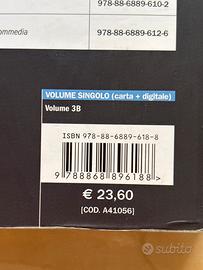 978-88-6889-610-2
ommedia
978-88-6889-612-6
VOLUME SINGOLO (carta + digitale)
Volume 3B
ISBN 978-88-6889-618-8
9 788868 896188
€ 23,60
[COD. A41056]
subito